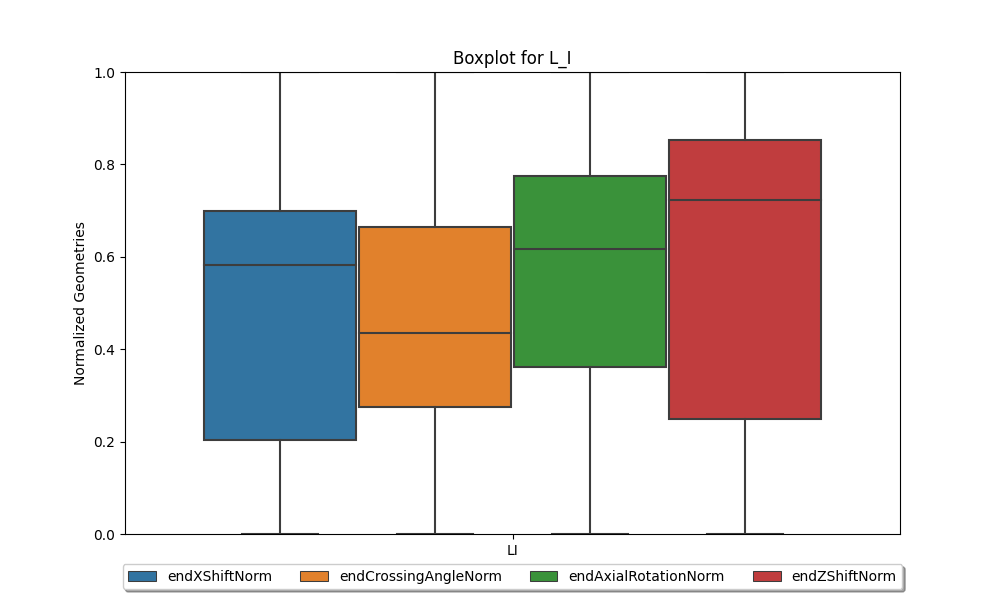 Boxplot for L_I
1.0
0.8
0.6
0.4
0.2
0.0
Normalized Geometries
LI
endXShiftNorm endCrossingAngleNorm endAxialRotationNorm endZShiftNorm